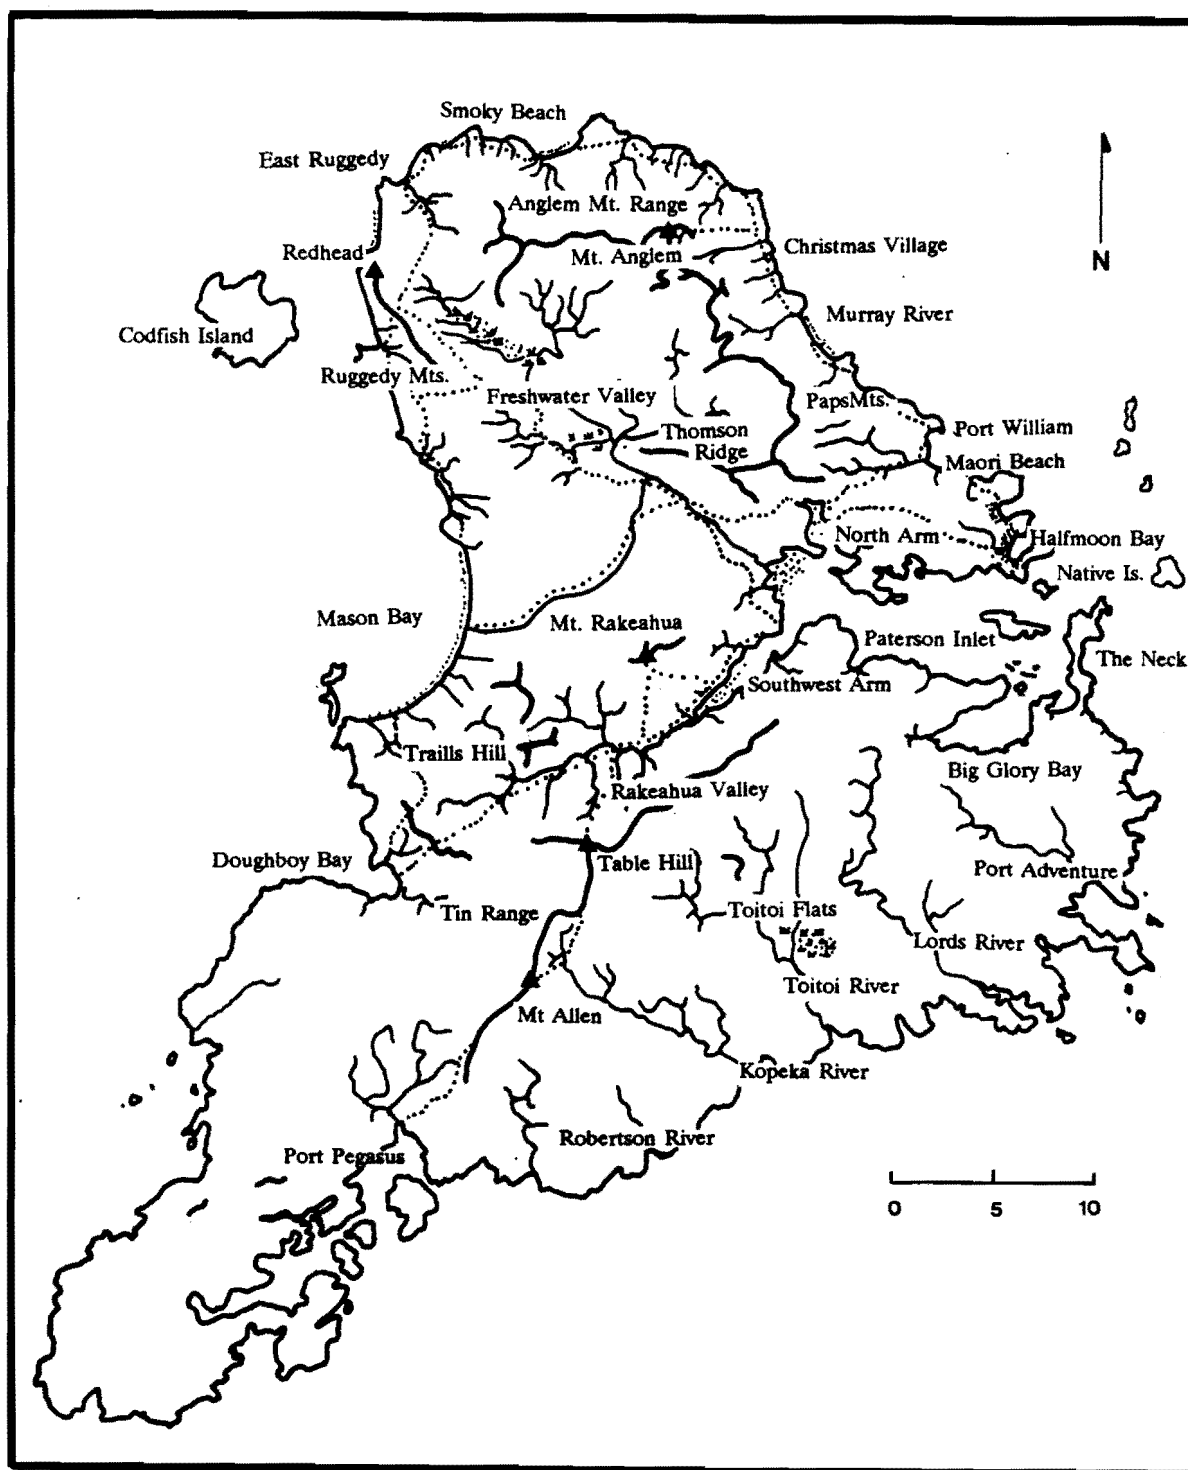 Smoky Beach
East Ruggedy
Anglem Mt. Range
Redhead
Mt. Anglem
Christmas Village
N
Codfish Island
Murray River
Ruggedy Mts.
Freshwater Valley
PapsMts.
Thomson
Ridge
Port William
Maori Beach
North Arm
Halfmoon Bay
Native Is.
Mason Bay
Mt. Rakeahua
Paterson Inlet
The Neck
Southwest Arm
Traills Hill
Big Glory Bay
Rakeahua Valley
Doughboy Bay
Table Hill
Port Adventure
Tin Range
Toitoi Flats
Lords River
Toitoi River
Mt Allen
Kopeka River
Robertson River
Port Pegasus
0 5 10